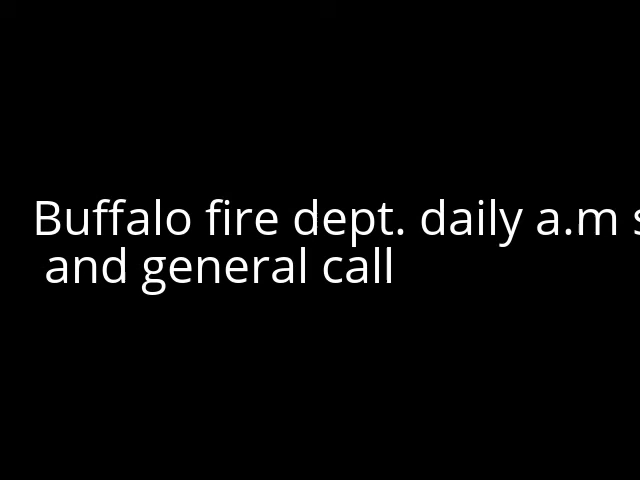 Buffalo fire dept. daily a.m
and general call